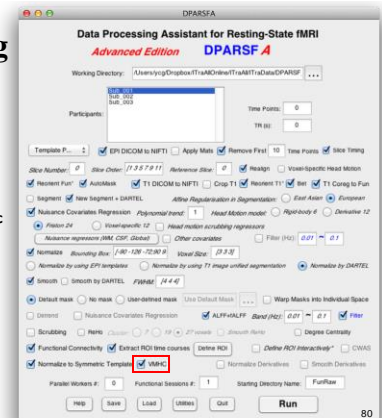 g
DPARSFA
Data Processing Assistant for Resting-State fMRI
Advanced Edition DPARSF A
Working Directory: /Users/ycg/Dropbox/ITraAllOnline/ITraAll/ITraData/DPARSF ...
Participants:
Sub_001
Sub_002
Sub_003
Time Points: 0
TR (s): 0
Template P... EPI DICOM to NIFTI Apply Mats Remove First 10 Time Points Slice Timing
Slice Number: 0 Slice Order: [1 3 5 7 9 11 Reference Slice: 0 Realign Voxel-Specific Head Motion
Reorient Fun* AutoMask T1 DICOM to NIFTI Crop T1 Reorient T1* Bet T1 Coreg to Fun
Segment New Segment + DARTEL Affine Regularisation in Segmentation: East Asian European
c
Nuisance Covariates Regression Polynomial trend: 1 Head Motion model: Rigid-body 6 Derivative 12
Friston 24 Voxel-specific 12 Head motion scrubbing regressors
Nuisance regressors (WM, CSF, Global) Other covariates Filter (Hz): 0.01 ~ 0.1
Normalize Bounding Box: [-90 -126 -72;90 9 Voxel Size: [3 3 3]
Normalize by using EPI templates Normalize by using T1 image unified segmentation Normalize by DARTEL
Smooth Smooth by DARTEL FWHM: [4 4 4]
Default mask No mask User-defined mask Use Default Mask ... Warp Masks into Individual Space
Detrend Nuisance Covariates Regression ALFF+fALFF Band (Hz): 0.01 ~ 0.1 Filter
Scrubbing ReHo Cluster 7 19 27 voxels Smooth ReHo Degree Centrality
Functional Connectivity Extract ROI time courses Define ROI Define ROI Interactively* CWAS
Normalize to Symmetric Template VMHC Normalize Derivatives Smooth Derivatives
Parallel Workers #: 0 Functional Sessions #: 1 Starting Directory Name: FunRaw
Help Save Load Utilities Quit Run
80